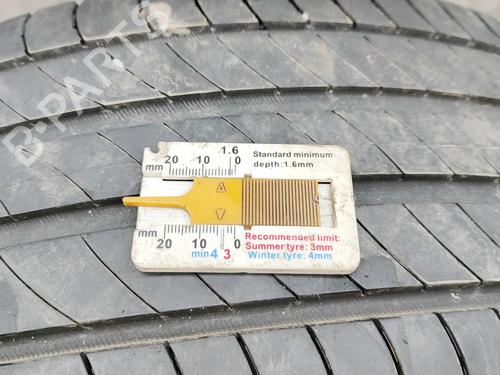 B-PARTS
1.6
mm 20 10 0
Standard minimum
depth:1.6mm
mm 20 10 0
min 4 3
Recommended limit:
Summer tyre: 3mm
Winter tyre: 4mm